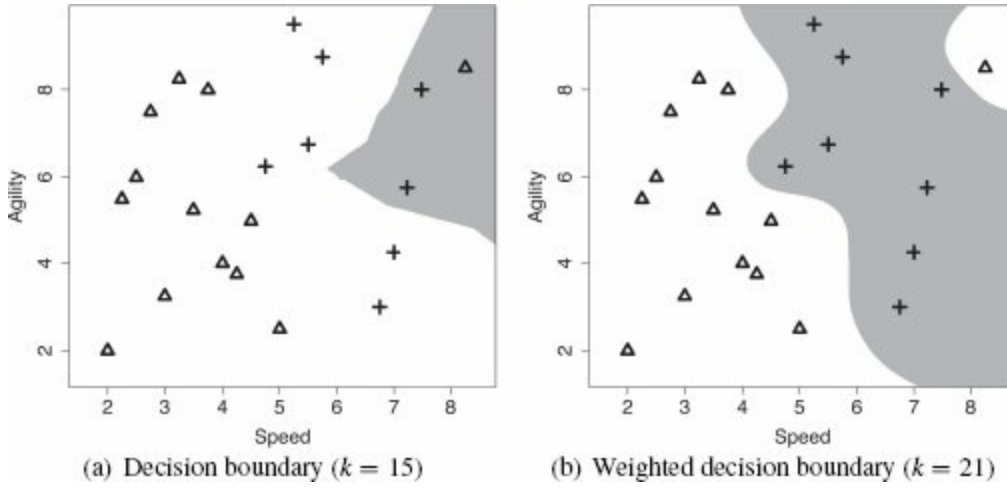 8
6
4
2
Agility
2 3 4 5 6 7 8
Speed
(a) Decision boundary (k = 15)
8
6
4
2
Agility
2 3 4 5 6 7 8
Speed
(b) Weighted decision boundary (k = 21)